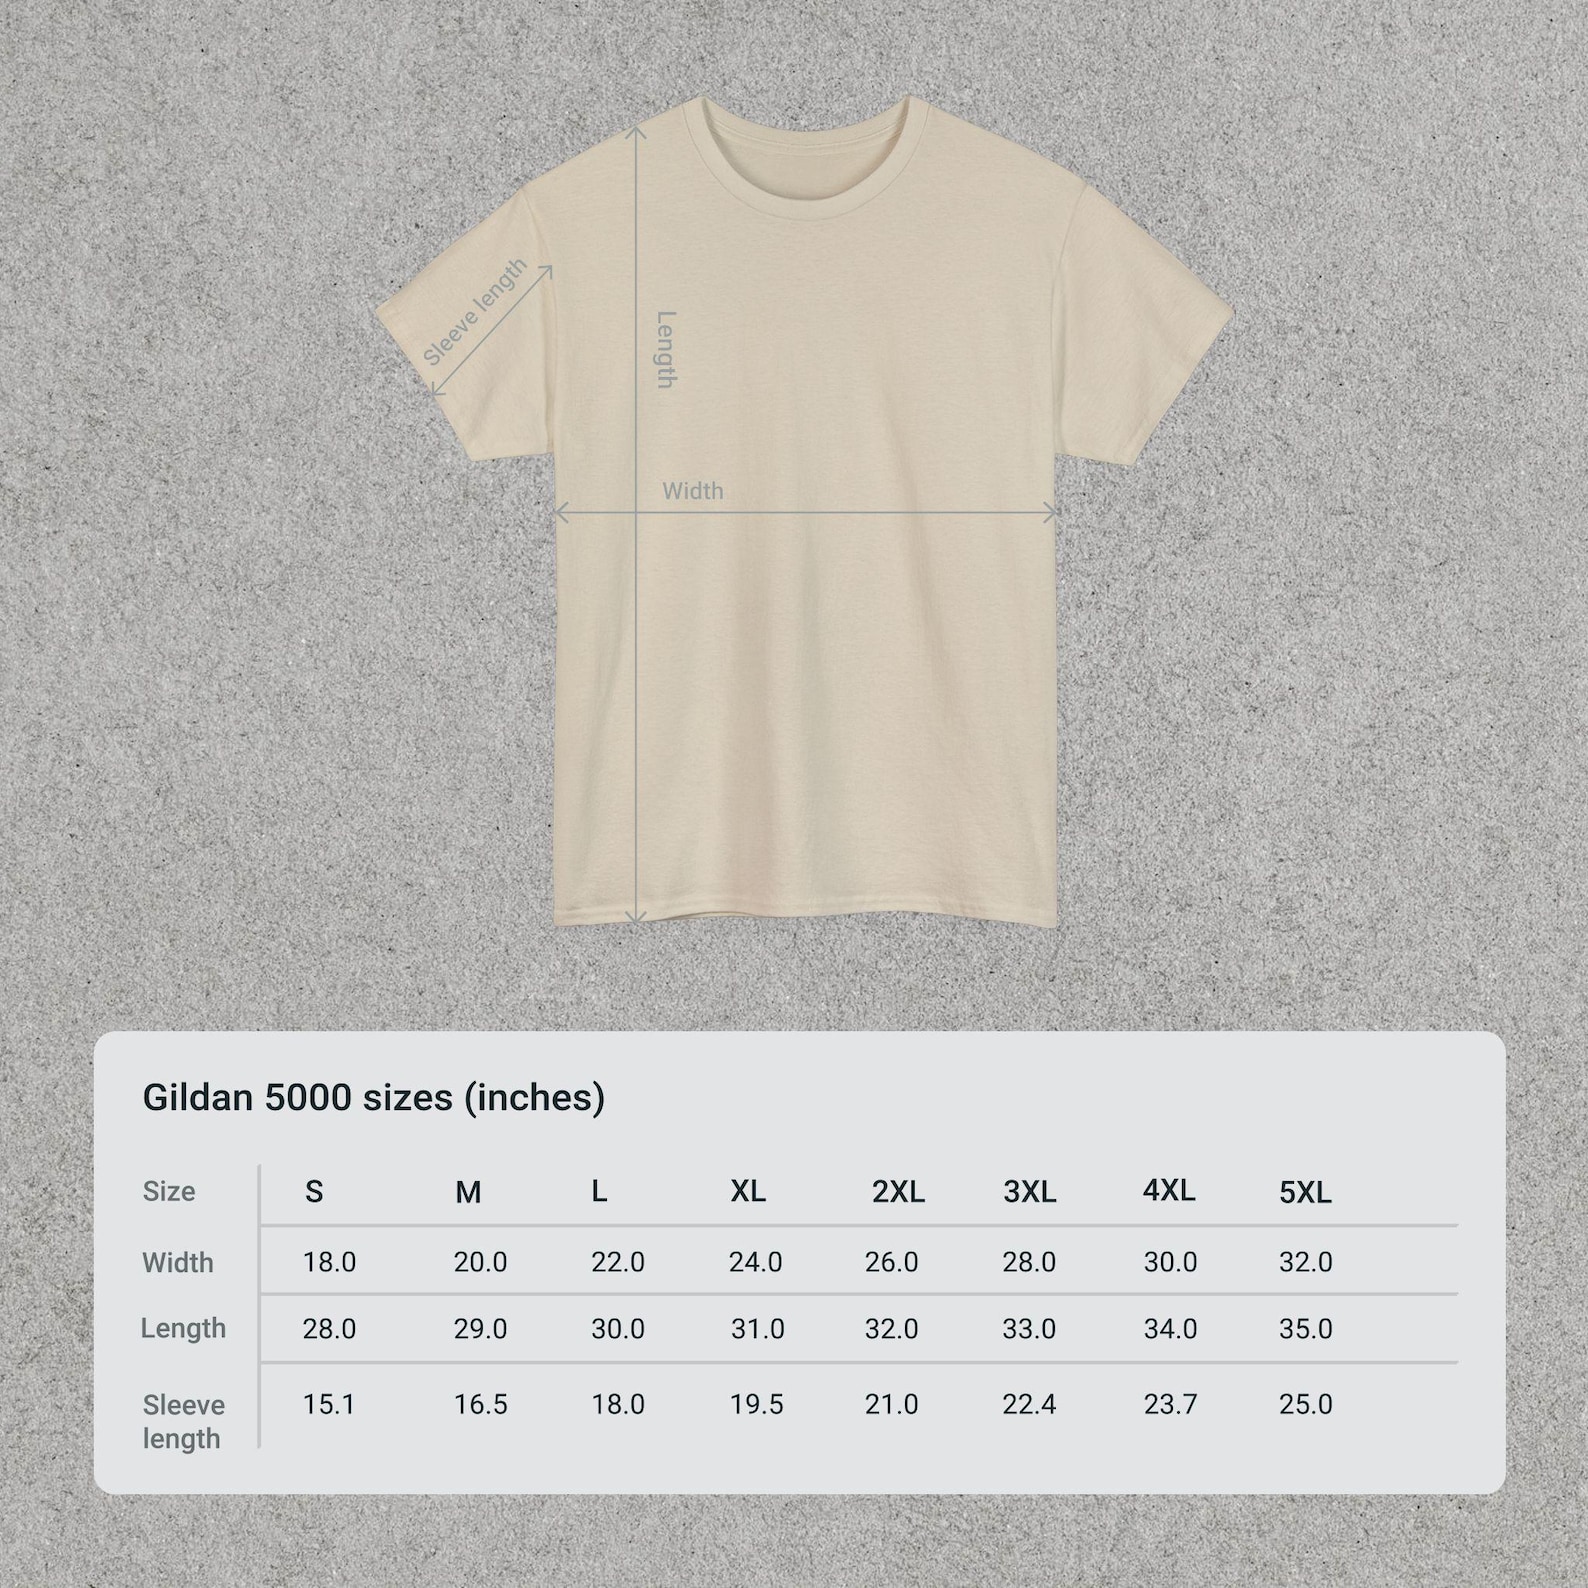 Sleeve length
Length
Width
Gildan 5000 sizes (inches)
Size S M L XL 2XL 3XL 4XL 5XL
Width 18.0 20.0 22.0 24.0 26.0 28.0 30.0 32.0
Length 28.0 29.0 30.0 31.0 32.0 33.0 34.0 35.0
Sleeve length 15.1 16.5 18.0 19.5 21.0 22.4 23.7 25.0